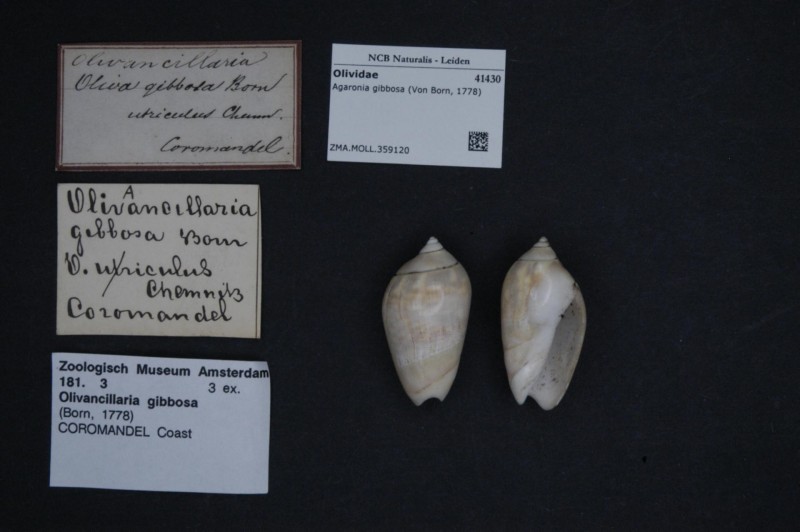 Olivancillaria
Oliva gibbosa Born
utriculus Chemn.
Coromandel.
NCB Naturalis - Leiden
Olividae 41430
Agaronia gibbosa (Von Born, 1778)
ZMA.MOLL.359120
OlivAncillaria
gibbosa Born
V. utriculus
Chemnitz
Coromandel
Zoologisch Museum Amsterdam
181. 3 3 ex.
Olivancillaria gibbosa
(Born, 1778)
COROMANDEL Coast